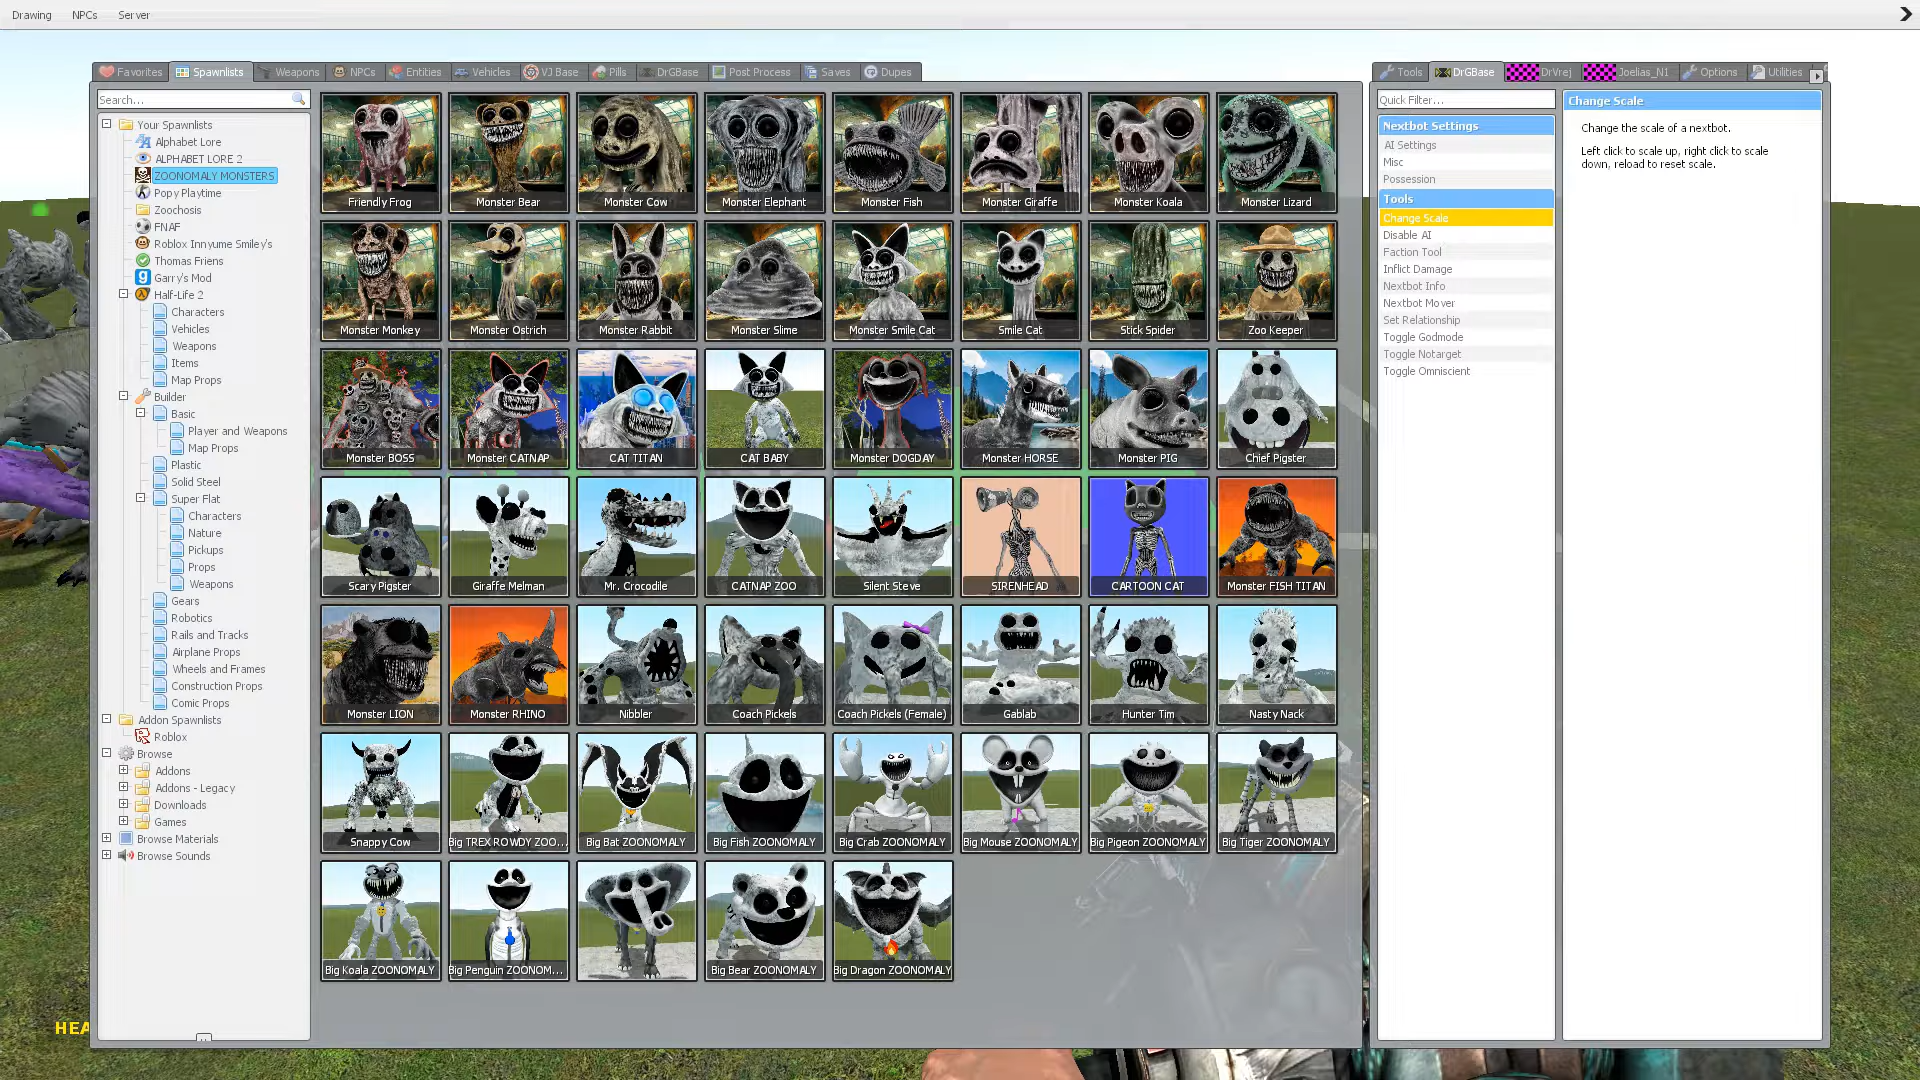 Drawing NPCs Server
Favorites Spawnlists Weapons NPCs Entities Vehicles VJ Base Pills DrGBase Post Process Saves Dupes
Search...
Your Spawnlists
Alphabet Lore
ALPHABET LORE 2
ZOONOMALY MONSTERS
Popy Playtime
Zoochosis
FNAF
Roblox Innyume Smiley's
Thomas Friens
Garry's Mod
Half-Life 2
Characters
Vehicles
Weapons
Items
Map Props
Builder
Basic
Player and Weapons
Map Props
Plastic
Solid Steel
Super Flat
Characters
Nature
Pickups
Props
Weapons
Gears
Robotics
Rails and Tracks
Airplane Props
Wheels and Frames
Construction Props
Comic Props
Addon Spawnlists
Roblox
Browse
Addons
Addons - Legacy
Downloads
Games
Browse Materials
Browse Sounds
Friendly Frog Monster Bear Monster Cow Monster Elephant Monster Fish Monster Giraffe Monster Koala Monster Lizard
Monster Monkey Monster Ostrich Monster Rabbit Monster Slime Monster Smile Cat Smile Cat Stick Spider Zoo Keeper
Monster BOSS Monster CATNAP CAT TITAN CAT BABY Monster DOGDAY Monster HORSE Monster PIG Chief Pigster
Scary Pigster Giraffe Melman Mr. Crocodile CATNAP ZOO Silent Steve SIRENHEAD CARTOON CAT Monster FISH TITAN
Monster LION Monster RHINO Nibbler Coach Pickels Coach Pickels (Female) Gablab Hunter Tim Nasty Nack
Snappy Cow Big TREX ROWDY ZOO... Big Bat ZOONOMALY Big Fish ZOONOMALY Big Crab ZOONOMALY Big Mouse ZOONOMALY Big Pigeon ZOONOMALY Big Tiger ZOONOMALY
Big Koala ZOONOMALY Big Penguin ZOONOM... Big Bear ZOONOMALY Big Dragon ZOONOMALY
Tools DrGBase DrVrej Joelias_N1 Options Utilities
Quick Filter...
Nextbot Settings
AI Settings
Misc
Possession
Tools
Change Scale
Disable AI
Faction Tool
Inflict Damage
Nextbot Info
Nextbot Mover
Set Relationship
Toggle Godmode
Toggle Notarget
Toggle Omniscient
Change Scale
Change the scale of a nextbot.
Left click to scale up, right click to scale
down, reload to reset scale.
HEA